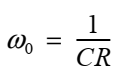 ω₀ = 1/CR